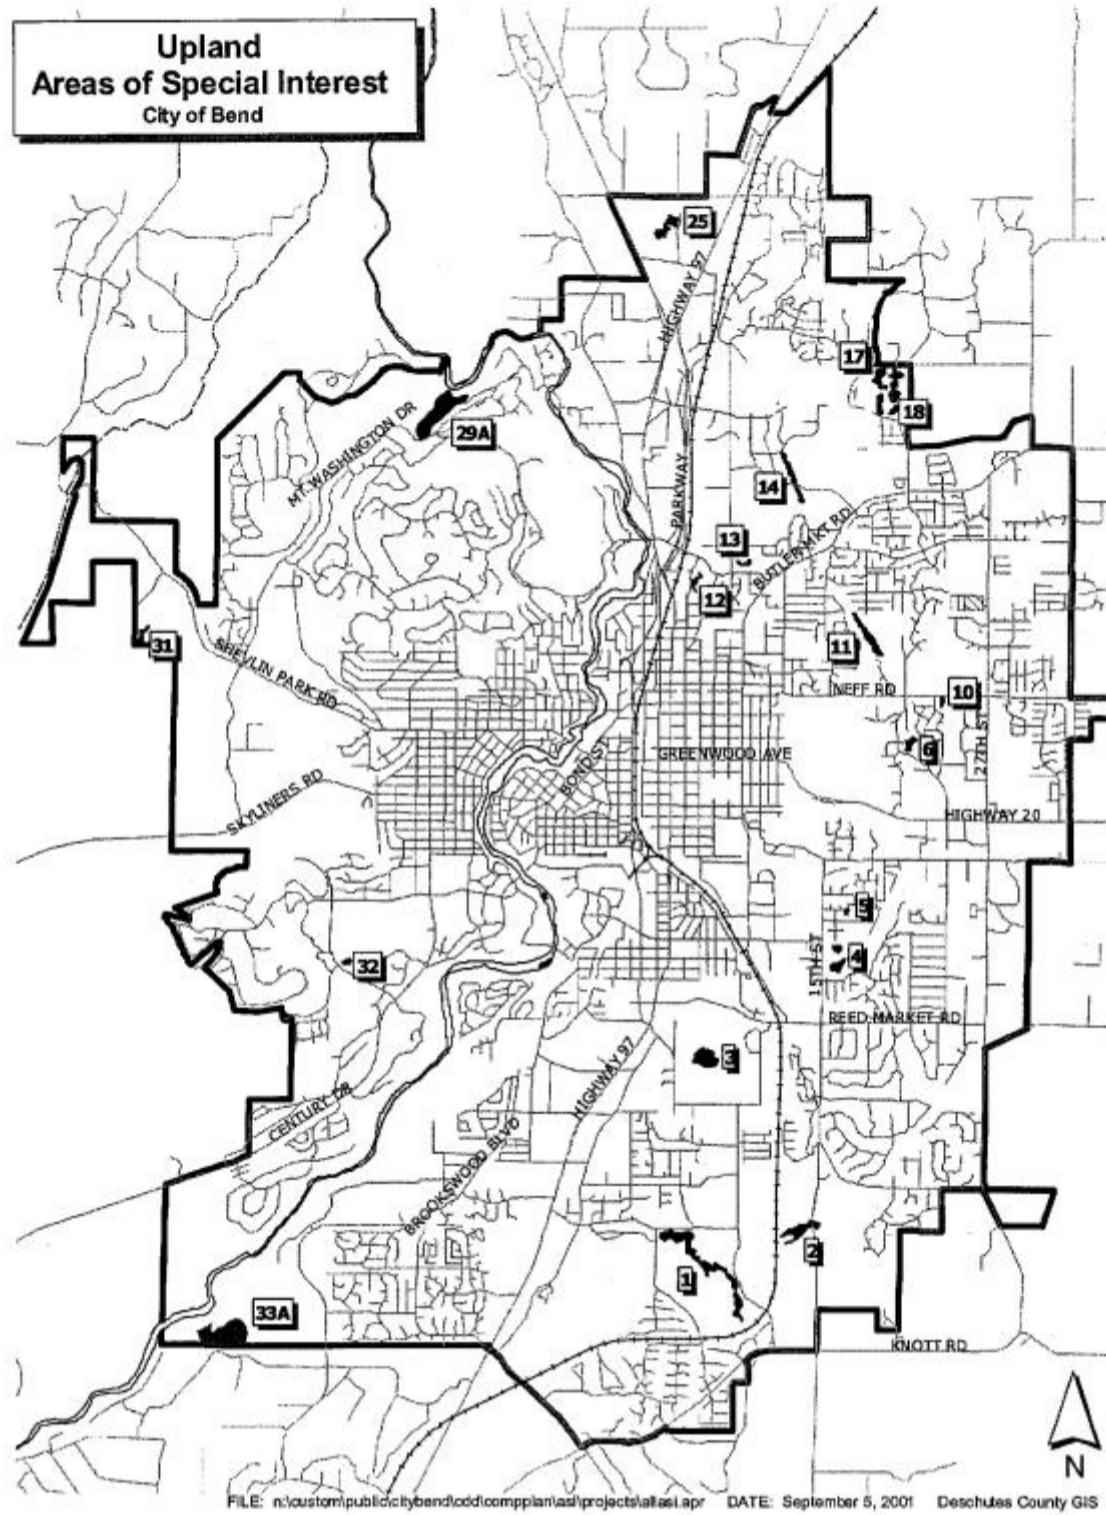 Upland
Areas of Special Interest
City of Bend
25
HIGHWAY 97
17
18
29A
MT WASHINGTON DR
PARKWAY
14
13
BUTLER MKT RD
12
11
31
SHEVLIN PARK RD
NEFF RD
10
6
27TH ST
GREENWOOD AVE
BOND ST
SKYLINERS RD
HIGHWAY 20
5
15TH ST
4
32
REED MARKET RD
3
HIGHWAY 97
CENTURY DR
BROOKSWOOD BLVD
2
1
33A
KNOTT RD
N
FILE: n:\custom\public\citybend\cdd\compplan\asi\projects\allasi.apr DATE: September 5, 2001 Deschutes County GIS